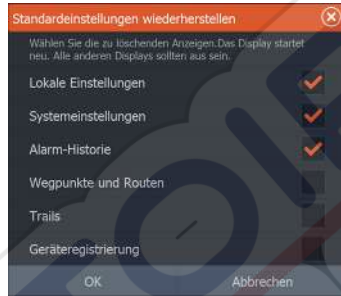 Standardeinstellungen wiederherstellen
Wählen Sie die zu löschenden Anzeigen.Das Display startet
neu. Alle anderen Displays sollten aus sein.
Lokale Einstellungen
Systemeinstellungen
Alarm-Historie
Wegpunkte und Routen
Trails
Geräteregistrierung
OK
Abbrechen